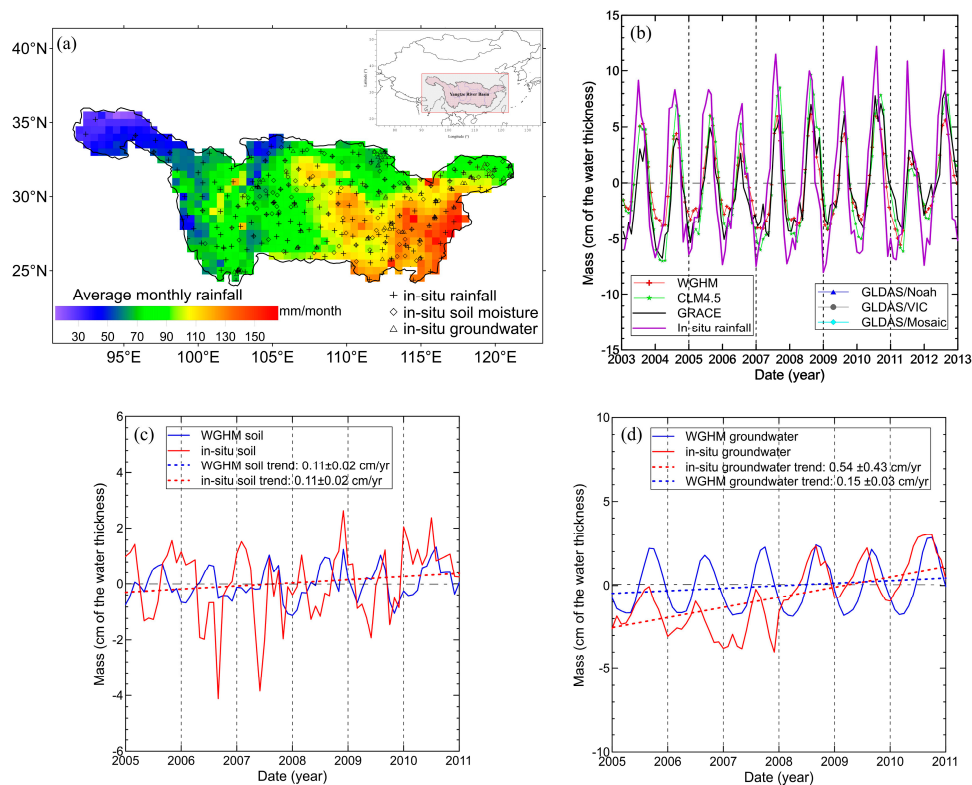 (a)
40°N
35°N
30°N
25°N
Yangtze River Basin
Longitude (°)
Average monthly rainfall
mm/month
30 50 70 90 110 130 150
in-situ rainfall
in-situ soil moisture
in-situ groundwater
95°E 100°E 105°E 110°E 115°E 120°E
(b)
Mass (cm of the water thickness)
15
10
5
0
-5
-10
-15
WGHM
CLM4.5
GRACE
In-situ rainfall
GLDAS/Noah
GLDAS/VIC
GLDAS/Mosaic
2003 2004 2005 2006 2007 2008 2009 2010 2011 2012 2013
Date (year)
(c)
Mass (cm of the water thickness)
6
4
2
0
-2
-4
-6
WGHM soil
in-situ soil
WGHM soil trend: 0.11±0.02 cm/yr
in-situ soil trend: 0.11±0.02 cm/yr
2005 2006 2007 2008 2009 2010 2011
Date (year)
(d)
Mass (cm of the water thickness)
10
5
0
-5
-10
WGHM groundwater
in-situ groundwater
in-situ groundwater trend: 0.54 ±0.43 cm/yr
WGHM groundwater trend: 0.15 ±0.03 cm/yr
2005 2006 2007 2008 2009 2010 2011
Date (year)